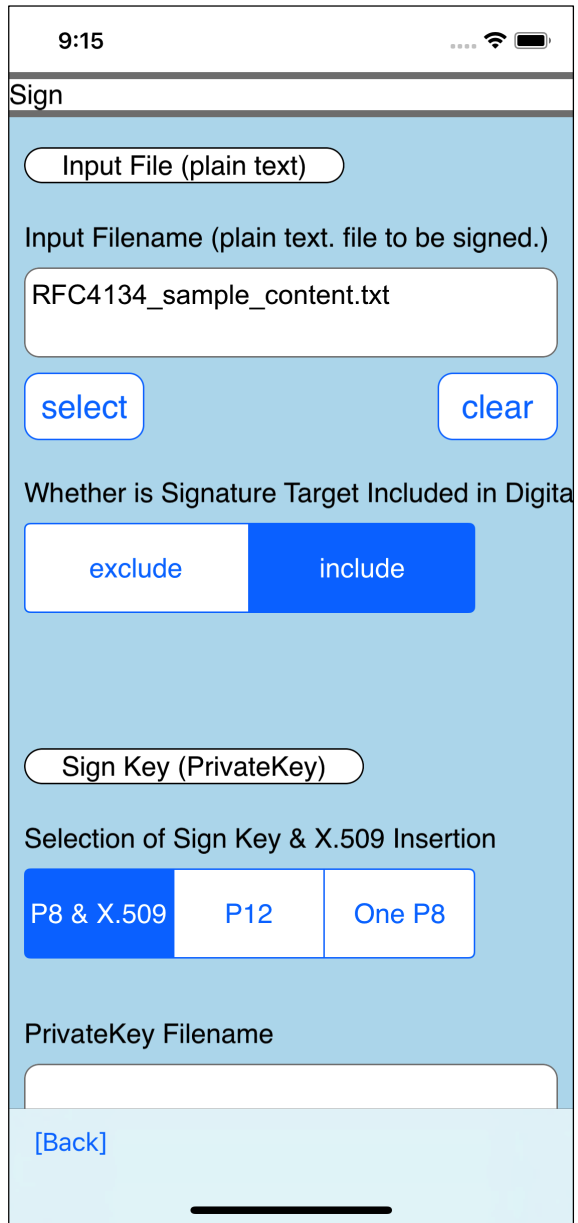 9:15
Sign
Input File (plain text)
Input Filename (plain text. file to be signed.)
RFC4134_sample_content.txt
select clear
Whether is Signature Target Included in Digita
exclude include
Sign Key (PrivateKey)
Selection of Sign Key & X.509 Insertion
P8 & X.509 P12 One P8
PrivateKey Filename
[Back]